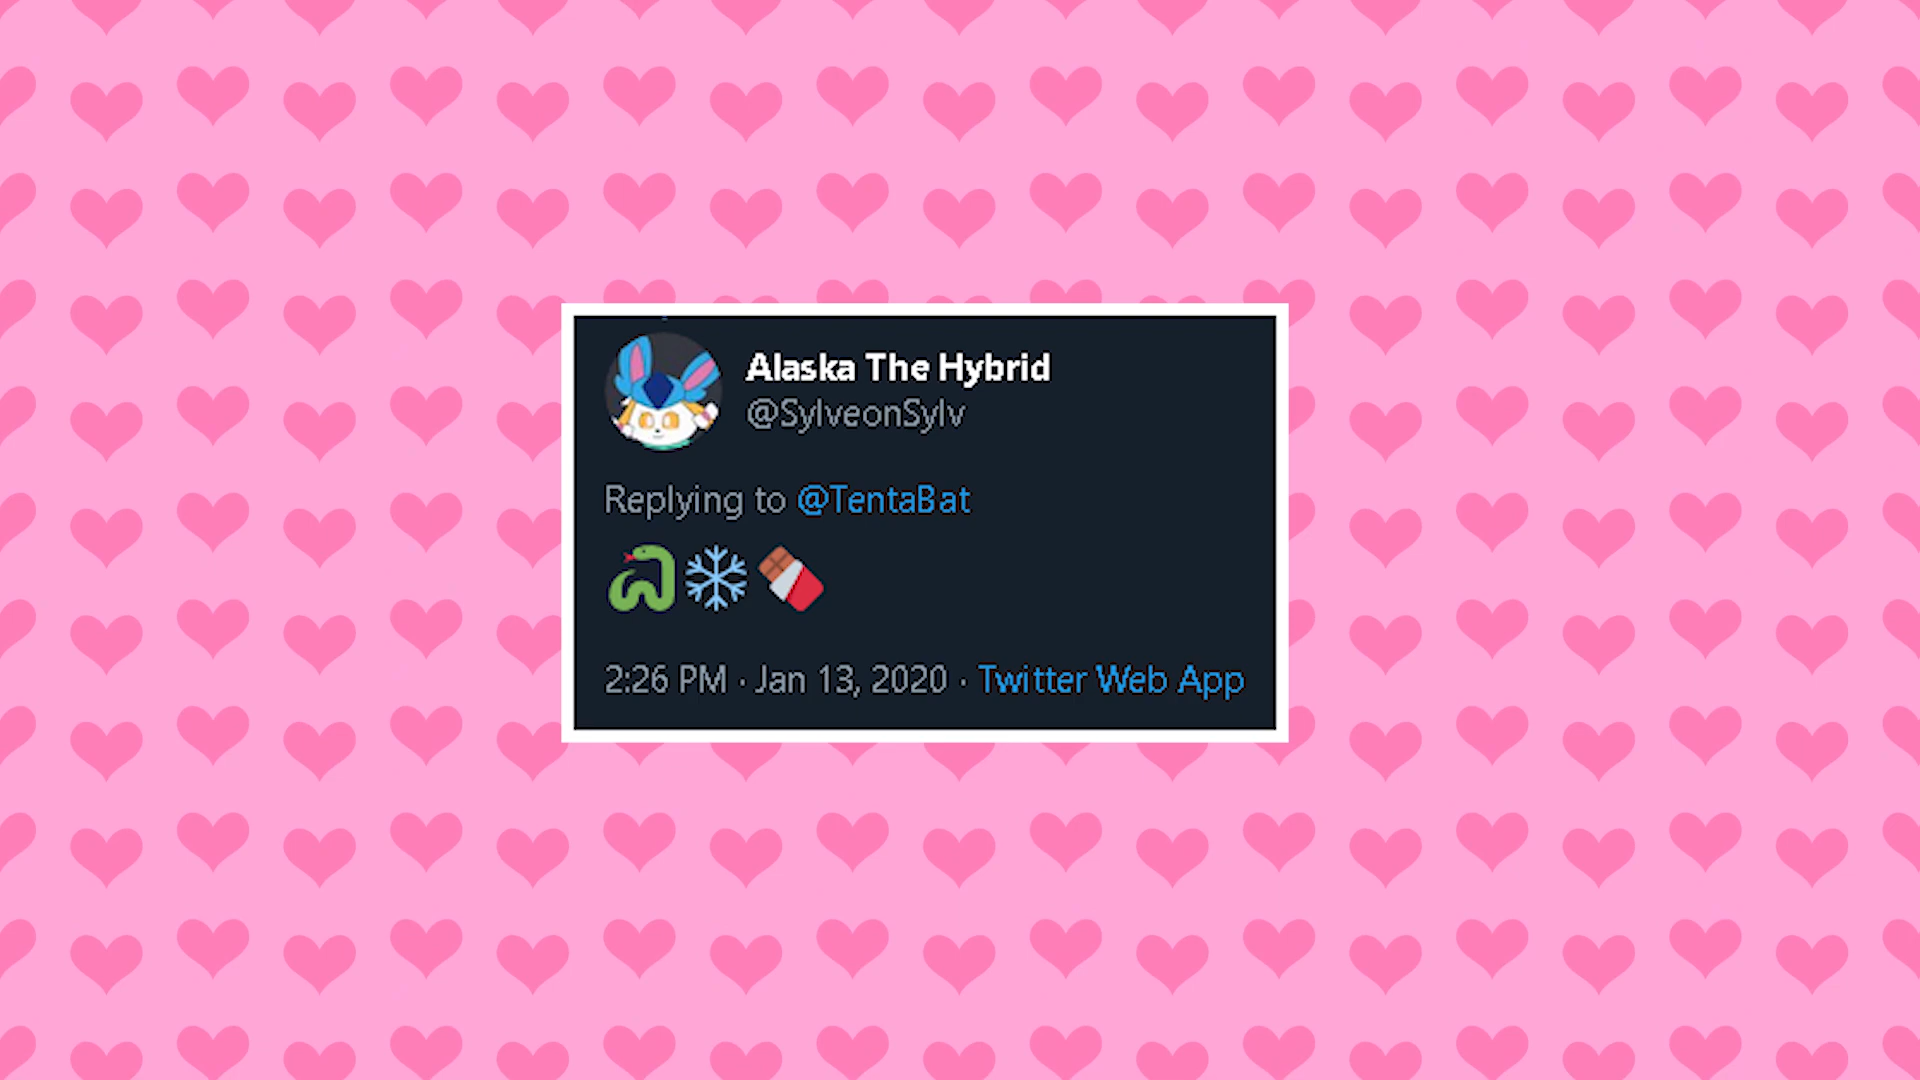 Alaska The Hybrid
@SylveonSylv
Replying to @TentaBat
🐍❄️🍫
2:26 PM · Jan 13, 2020 · Twitter Web App